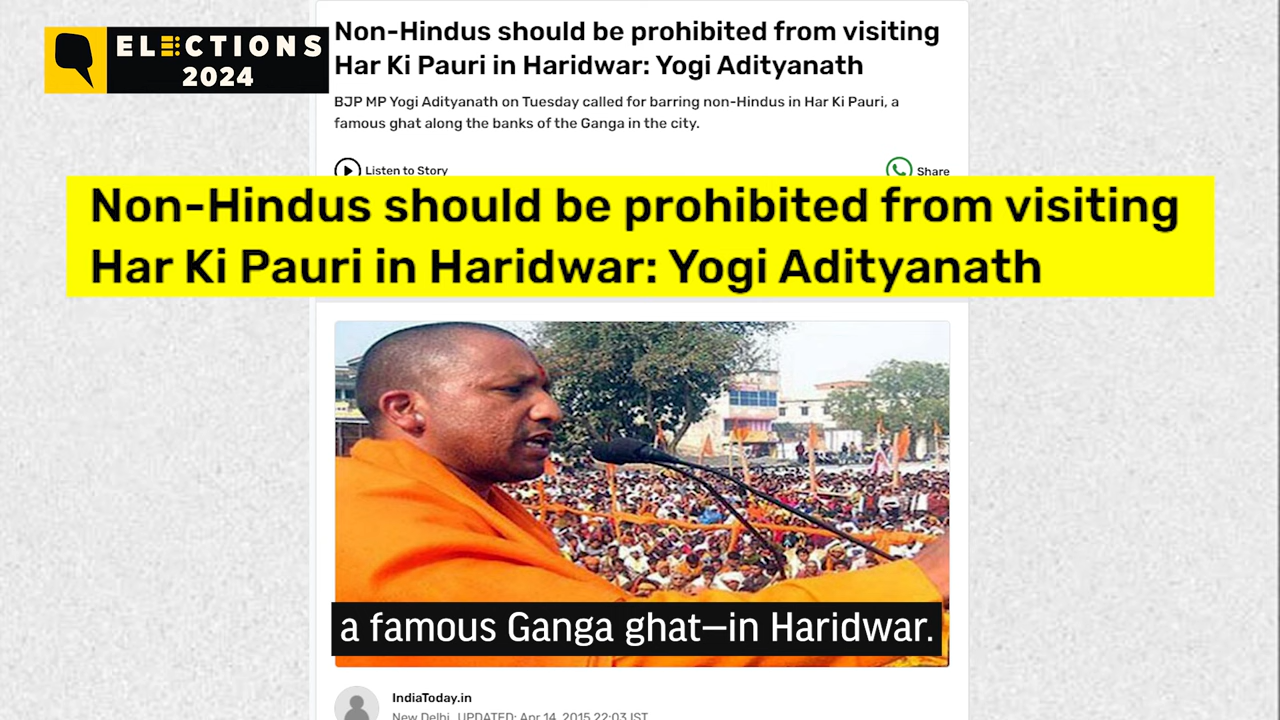 ELECTIONS
2024
Non-Hindus should be prohibited from visiting
Har Ki Pauri in Haridwar: Yogi Adityanath
BJP MP Yogi Adityanath on Tuesday called for barring non-Hindus in Har Ki Pauri, a
famous ghat along the banks of the Ganga in the city.
Listen to Story
Share
Non-Hindus should be prohibited from visiting
Har Ki Pauri in Haridwar: Yogi Adityanath
a famous Ganga ghat—in Haridwar.
IndiaToday.in
New Delhi, UPDATED: Apr 14, 2015 22:03 IST